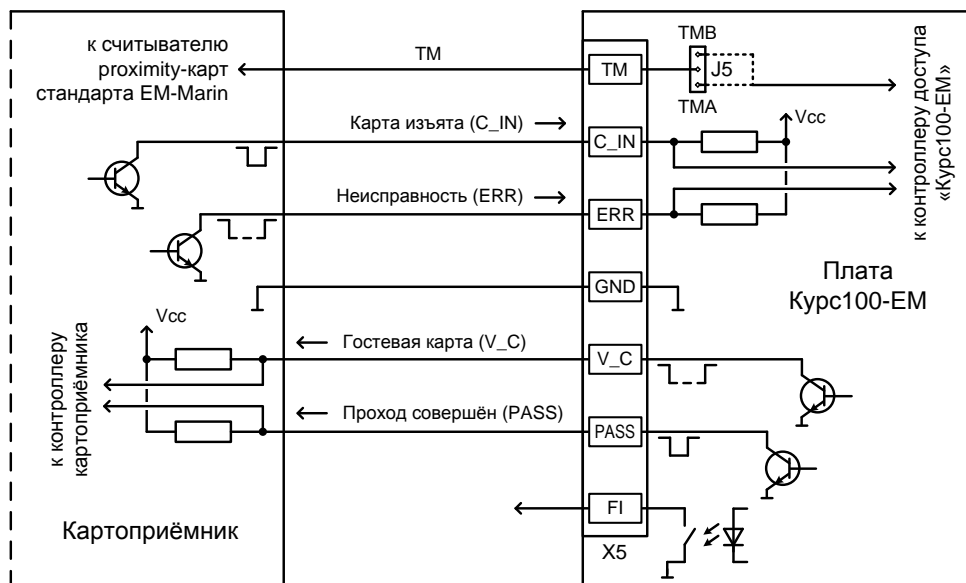 к считывателю
proximity-карт
стандарта EM-Marin
TM
TM
TMB
J5
TMA
Vcc
к контроллеру доступа
«Курс100-ЕМ»
Карта изъята (C_IN)
C_IN
Неисправность (ERR)
ERR
GND
Плата
Курс100-ЕМ
Vcc
Гостевая карта (V_C)
V_C
к контроллеру
картоприёмника
Проход совершён (PASS)
PASS
FI
Картоприёмник
X5